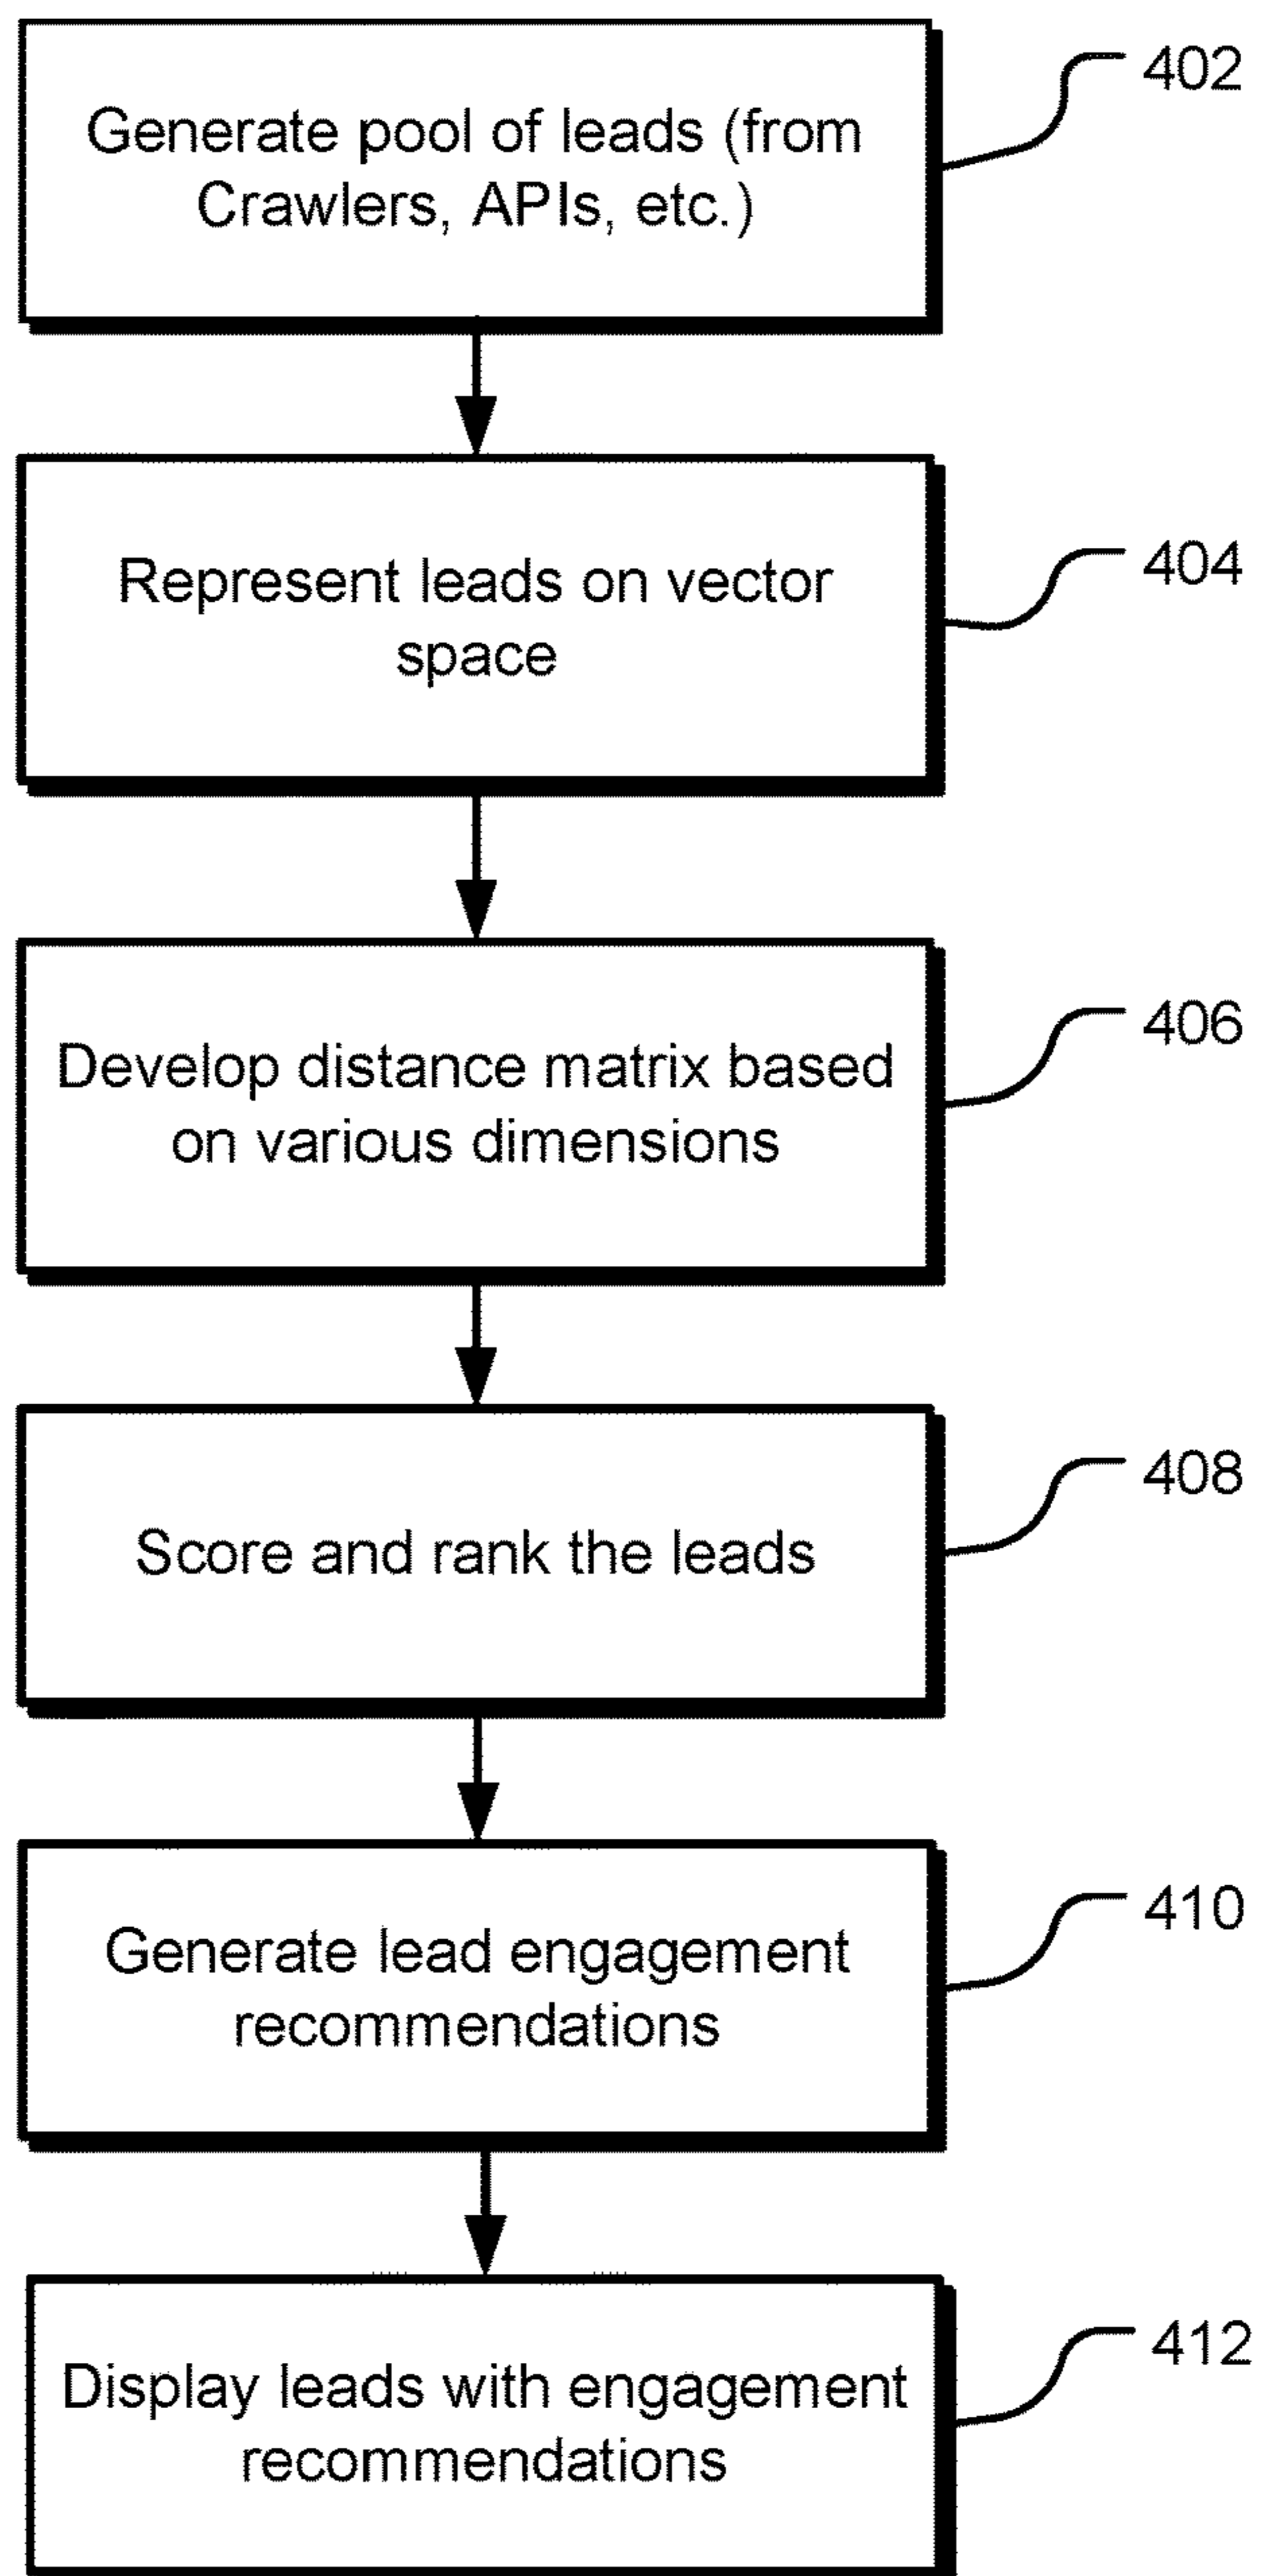 402
Generate pool of leads (from
Crawlers, APIs, etc.)
404
Represent leads on vector
space
406
Develop distance matrix based
on various dimensions
408
Score and rank the leads
410
Generate lead engagement
recommendations
412
Display leads with engagement
recommendations